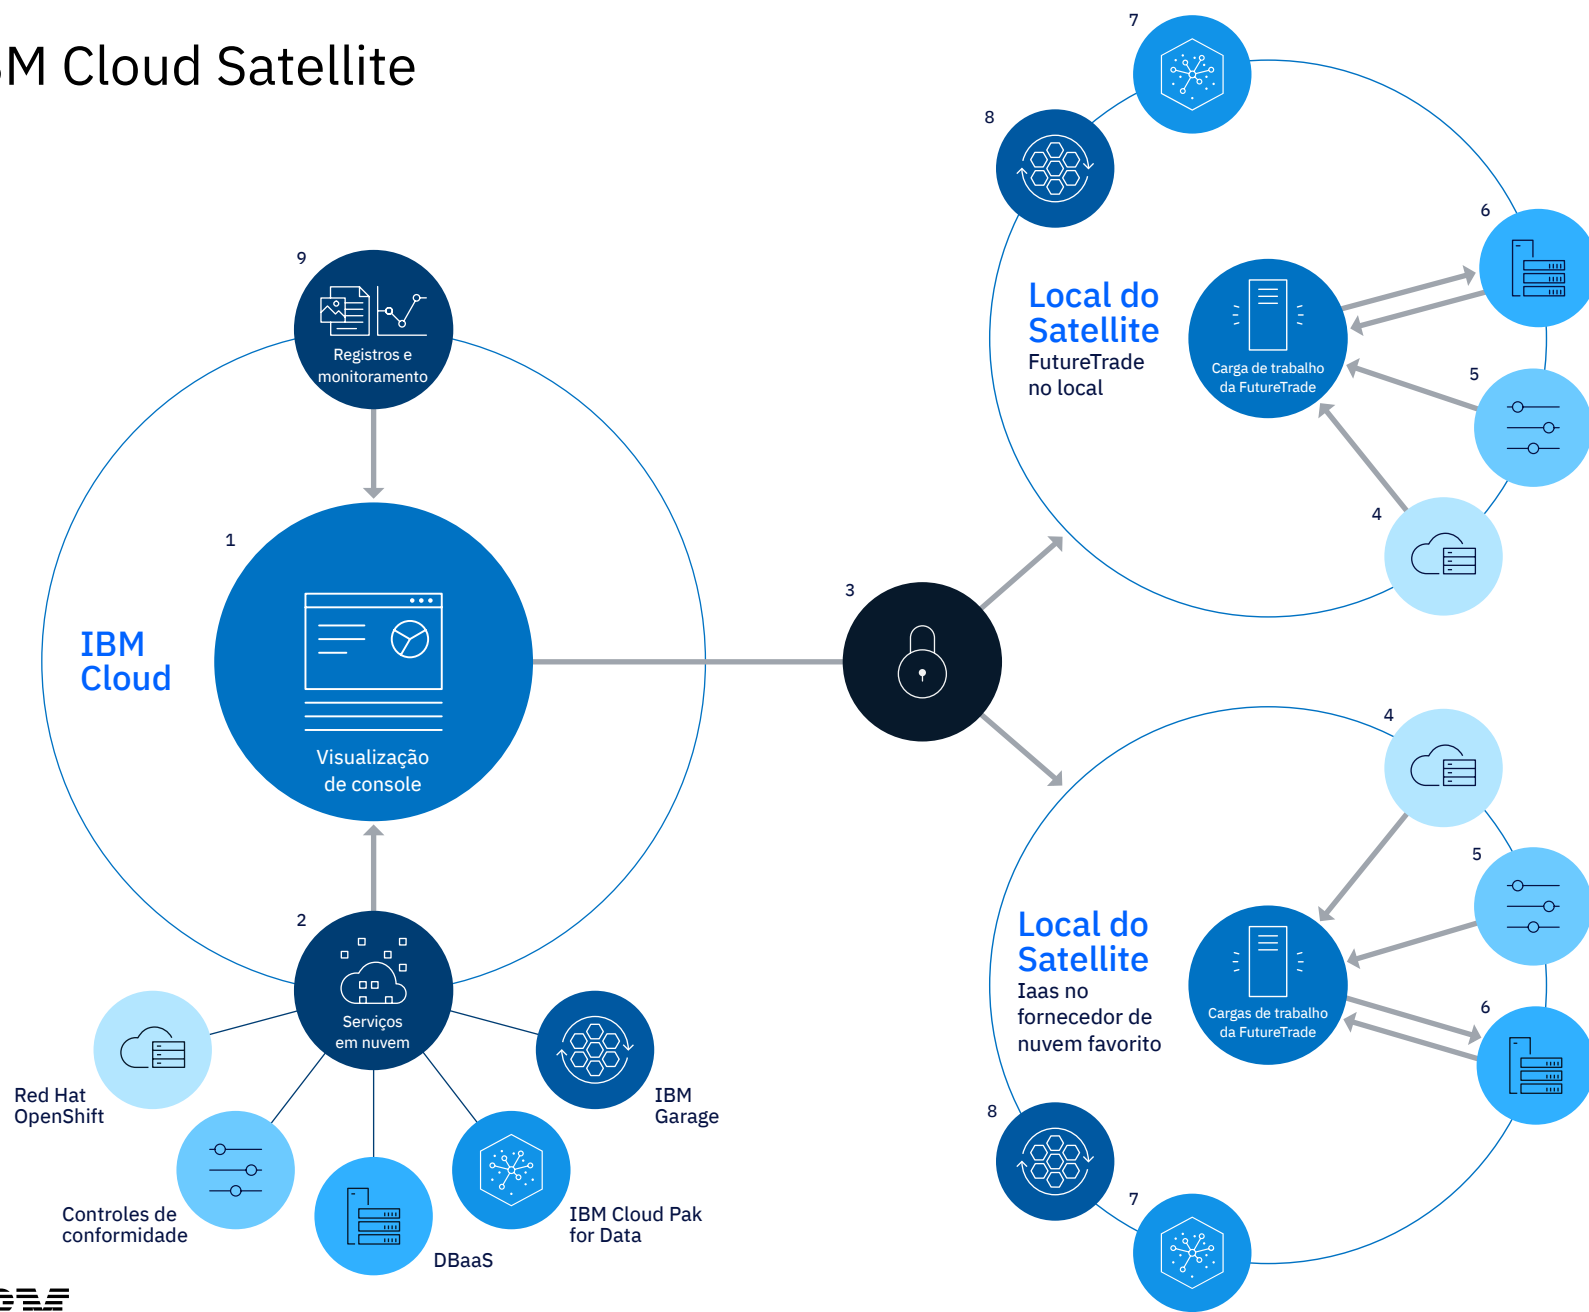 M Cloud Satellite
9
Registros e
monitoramento
1
IBM
Cloud
Visualização
de console
2
Serviços
em nuvem
Red Hat
OpenShift
Controles de
conformidade
DBaaS
IBM Cloud Pak
for Data
IBM
Garage
3
7
8
6
Local do
Satellite
FutureTrade
no local
Carga de trabalho
da FutureTrade
5
4
4
5
Local do
Satellite
Iaas no
fornecedor de
nuvem favorito
Cargas de trabalho
da FutureTrade
6
8
7